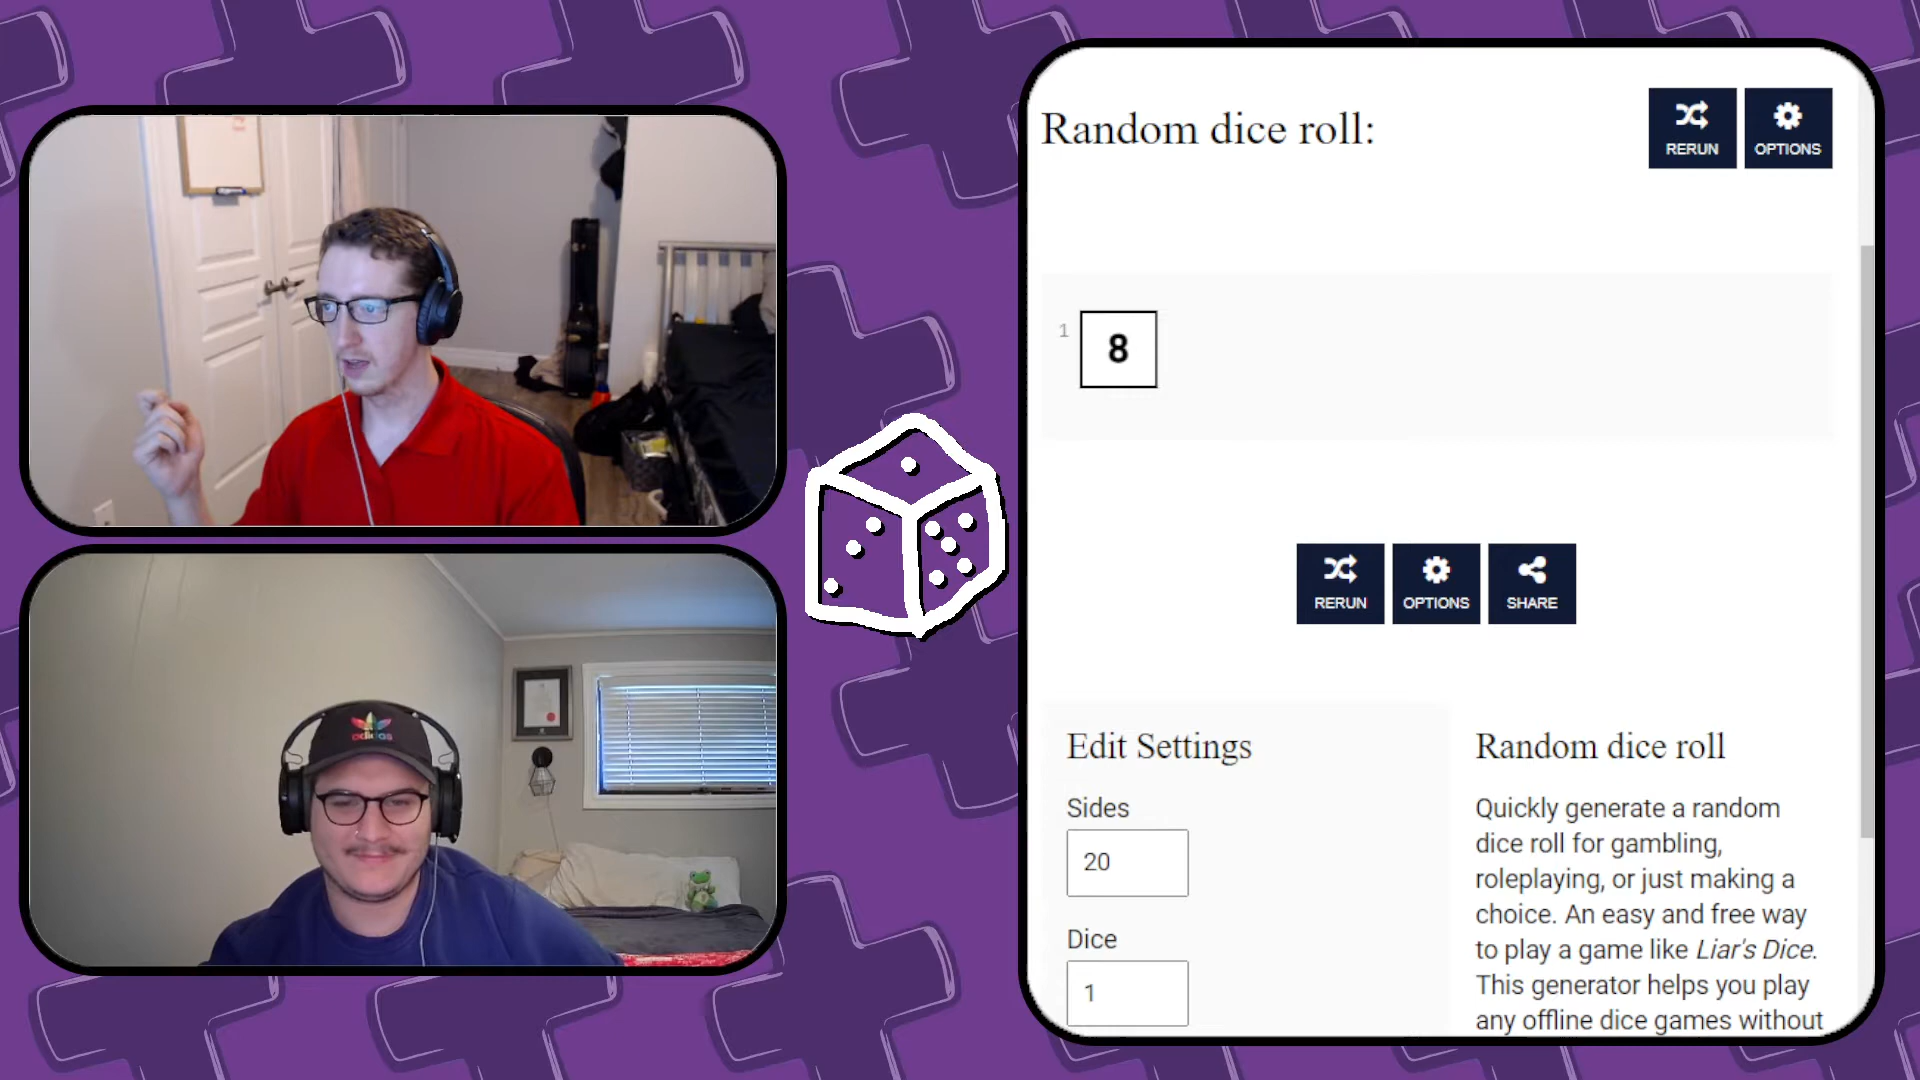 Random dice roll:
RERUN
OPTIONS
1
8
RERUN
OPTIONS
SHARE
Edit Settings
Sides
20
Dice
1
Random dice roll
Quickly generate a random
dice roll for gambling,
roleplaying, or just making a
choice. An easy and free way
to play a game like Liar's Dice.
This generator helps you play
any offline dice games without
adidas